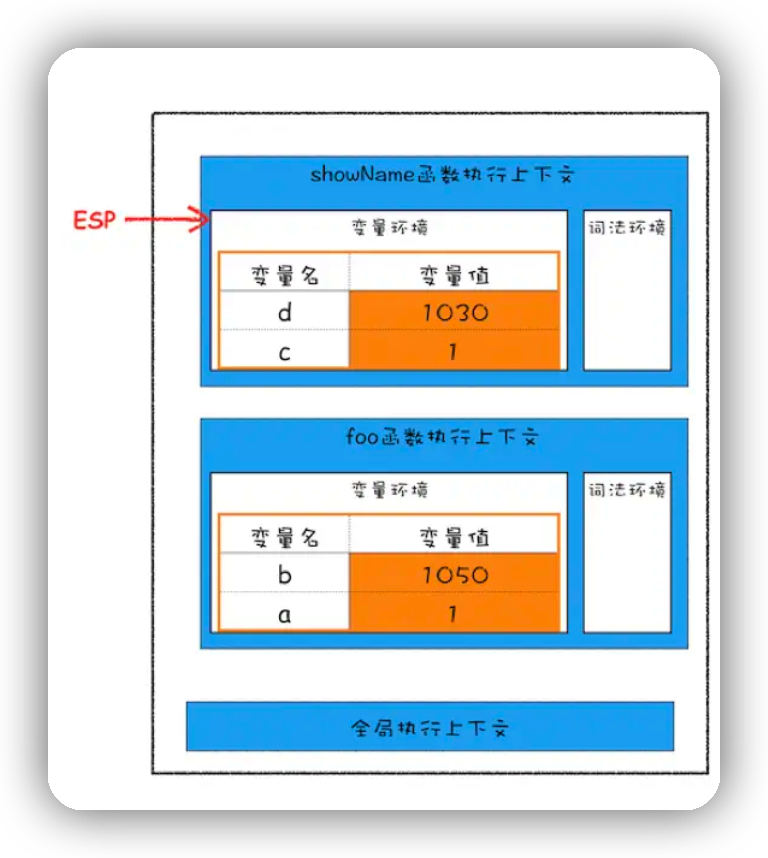 showName函数执行上下文
ESP
变量环境
词法环境
变量名 变量值
d 1030
c 1
foo函数执行上下文
变量环境
词法环境
变量名 变量值
b 1050
a 1
全局执行上下文